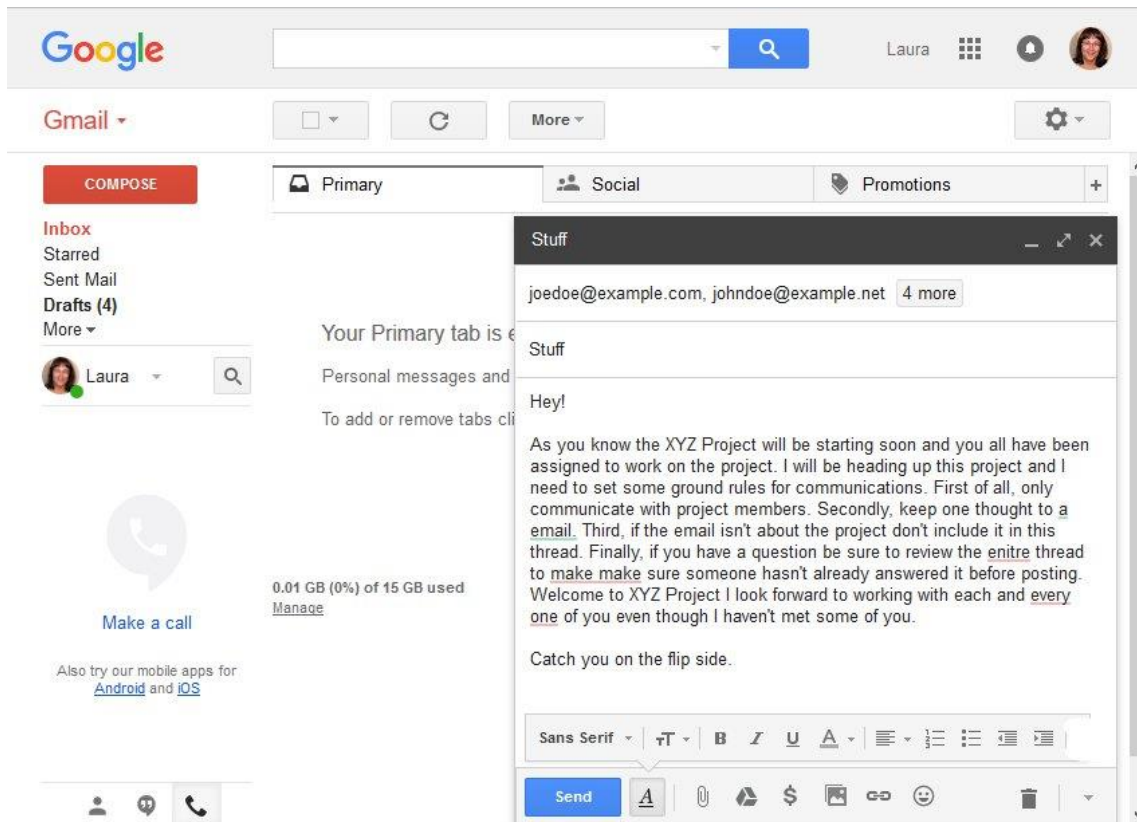 Google
Laura
Gmail
More
COMPOSE
Primary
Social
Promotions
+
Inbox
Starred
Sent Mail
Drafts (4)
More
Laura
Your Primary tab is
Personal messages and
To add or remove tabs
0.01 GB (0%) of 15 GB used
Manage
Make a call
Also try our mobile apps for
Android and iOS
Stuff
joedoe@example.com, johndoe@example.net 4 more
Stuff
Hey!
As you know the XYZ Project will be starting soon and you all have been
assigned to work on the project. I will be heading up this project and I
need to set some ground rules for communications. First of all, only
communicate with project members. Secondly, keep one thought to a
email. Third, if the email isn't about the project don't include it in this
thread. Finally, if you have a question be sure to review the enitre thread
to make make sure someone hasn't already answered it before posting.
Welcome to XYZ Project I look forward to working with each and every
one of you even though I haven't met some of you.
Catch you on the flip side.
Sans Serif TT B I U A
Send A $